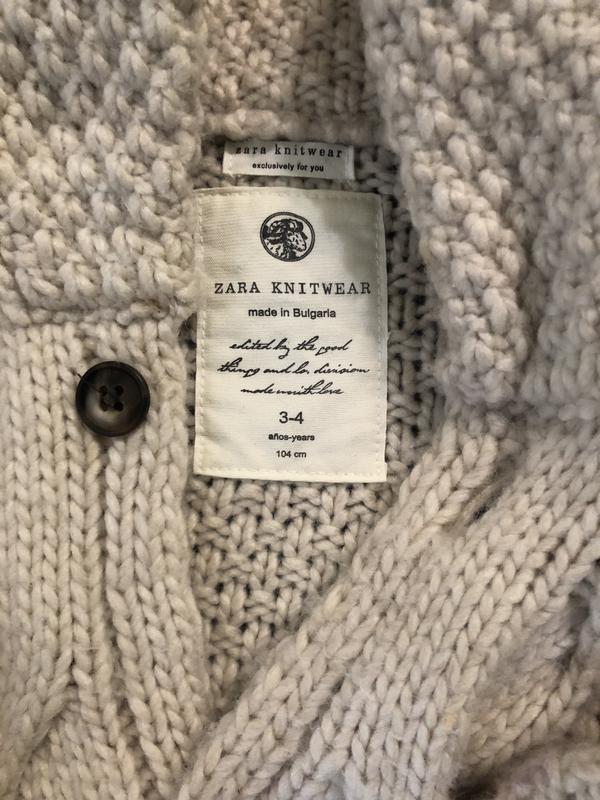 zara knitwear
exclusively for you
ZARA KNITWEAR
made in Bulgaria
edited by the good
things and los division
made with love
3-4
años-years
104 cm